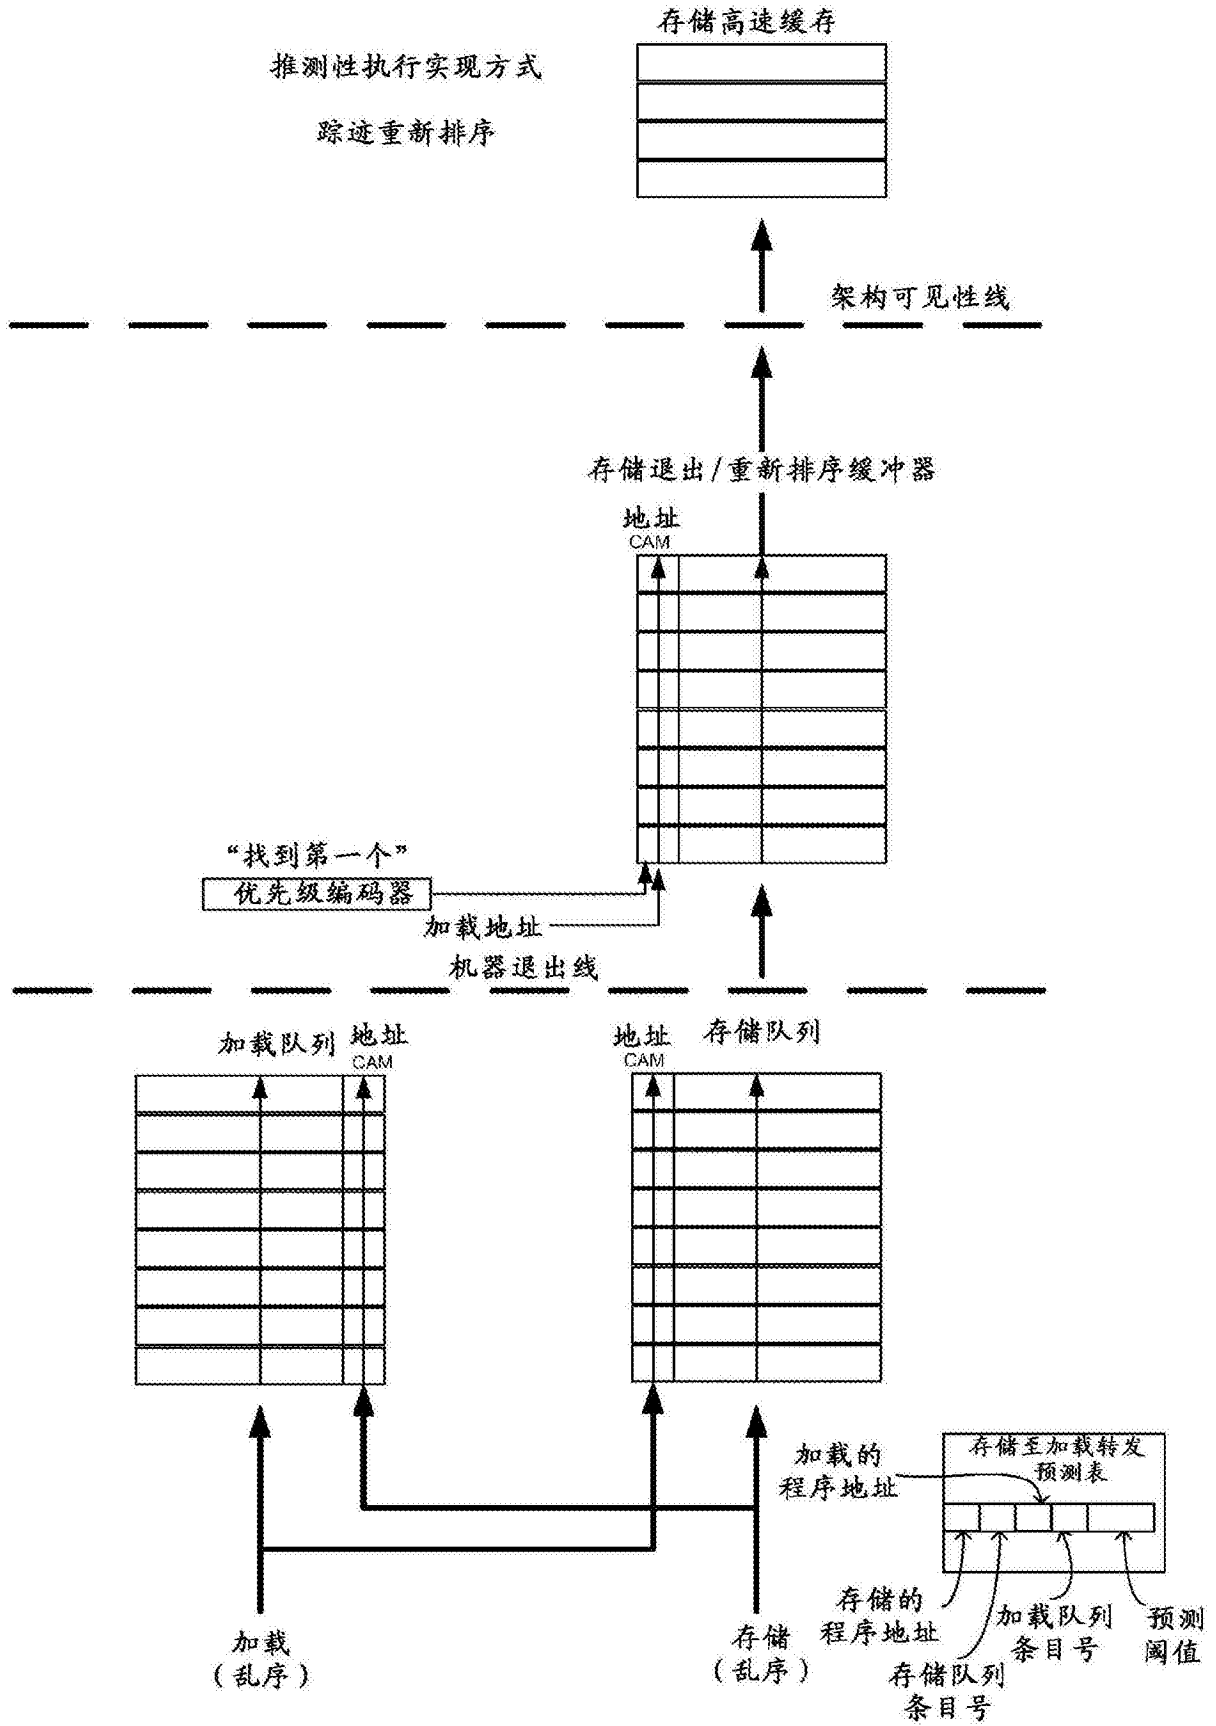 存储高速缓存
推测性执行实现方式
踪迹重新排序
架构可见性线
存储退出/重新排序缓冲器
地址
CAM
“找到第一个”
优先级编码器
加载地址
机器退出线
加载队列
地址
CAM
地址
CAM
存储队列
加载的
程序地址
存储至加载转发
预测表
存储的
程序地址
存储队列
条目号
加载队列
条目号
预测
阈值
加载
（乱序）
存储
（乱序）